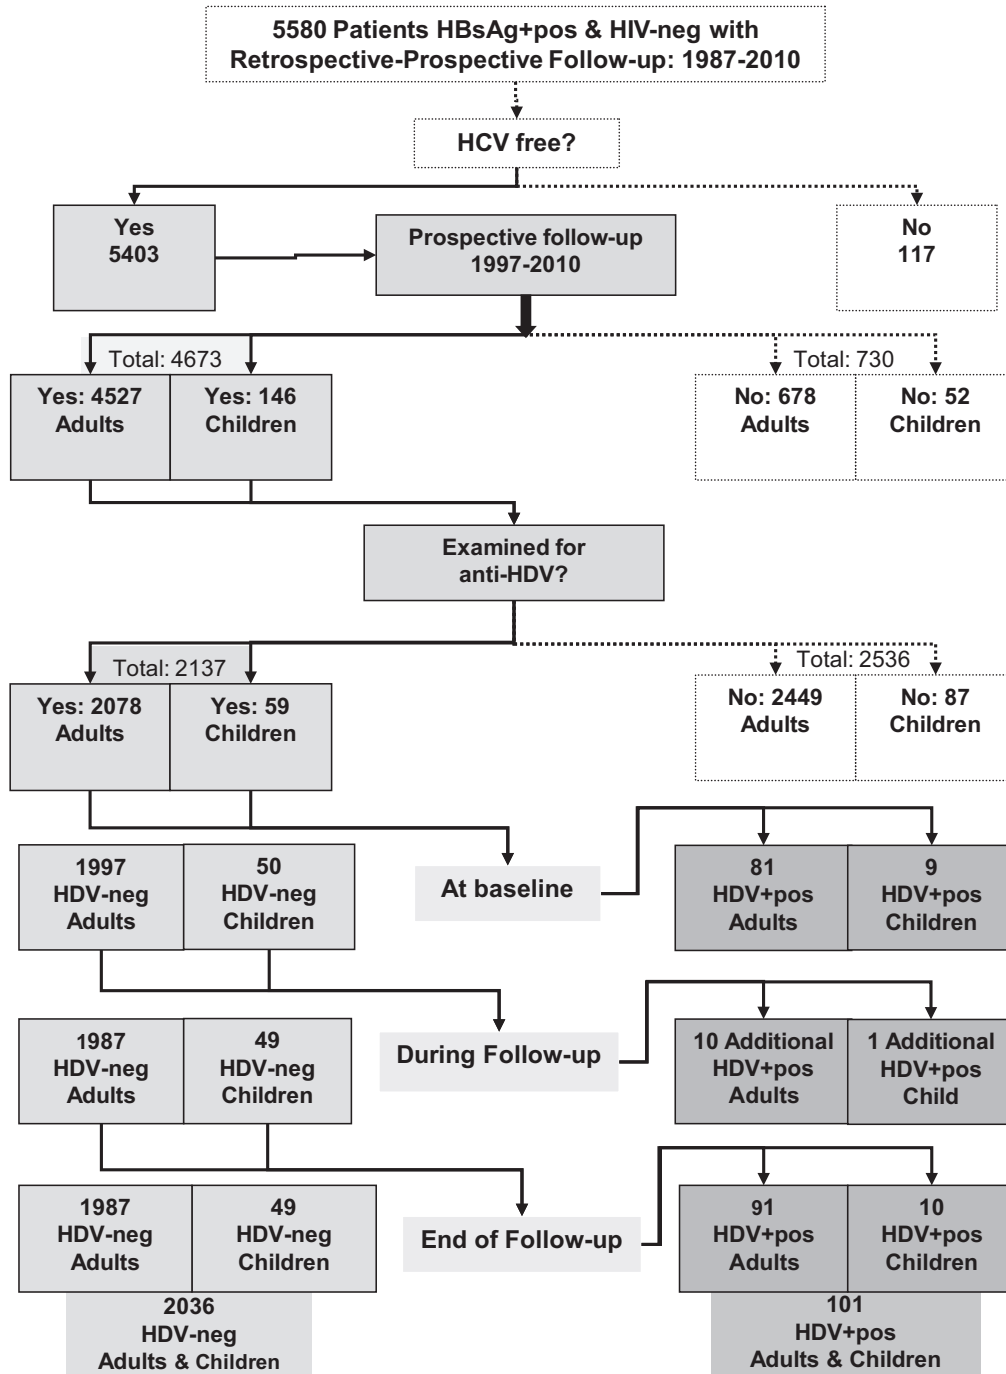 5580 Patients HBsAg+pos & HIV-neg with
Retrospective-Prospective Follow-up: 1987-2010
HCV free?
Yes
5403
Prospective follow-up
1997-2010
No
117
Total: 4673
Total: 730
Yes: 4527
Adults
Yes: 146
Children
No: 678
Adults
No: 52
Children
Examined for
anti-HDV?
Total: 2137
Total: 2536
Yes: 2078
Adults
Yes: 59
Children
No: 2449
Adults
No: 87
Children
1997
HDV-neg
Adults
50
HDV-neg
Children
At baseline
81
HDV+pos
Adults
9
HDV+pos
Children
1987
HDV-neg
Adults
49
HDV-neg
Children
During Follow-up
10 Additional
HDV+pos
Adults
1 Additional
HDV+pos
Child
1987
HDV-neg
Adults
49
HDV-neg
Children
End of Follow-up
91
HDV+pos
Adults
10
HDV+pos
Children
2036
HDV-neg
Adults & Children
101
HDV+pos
Adults & Children